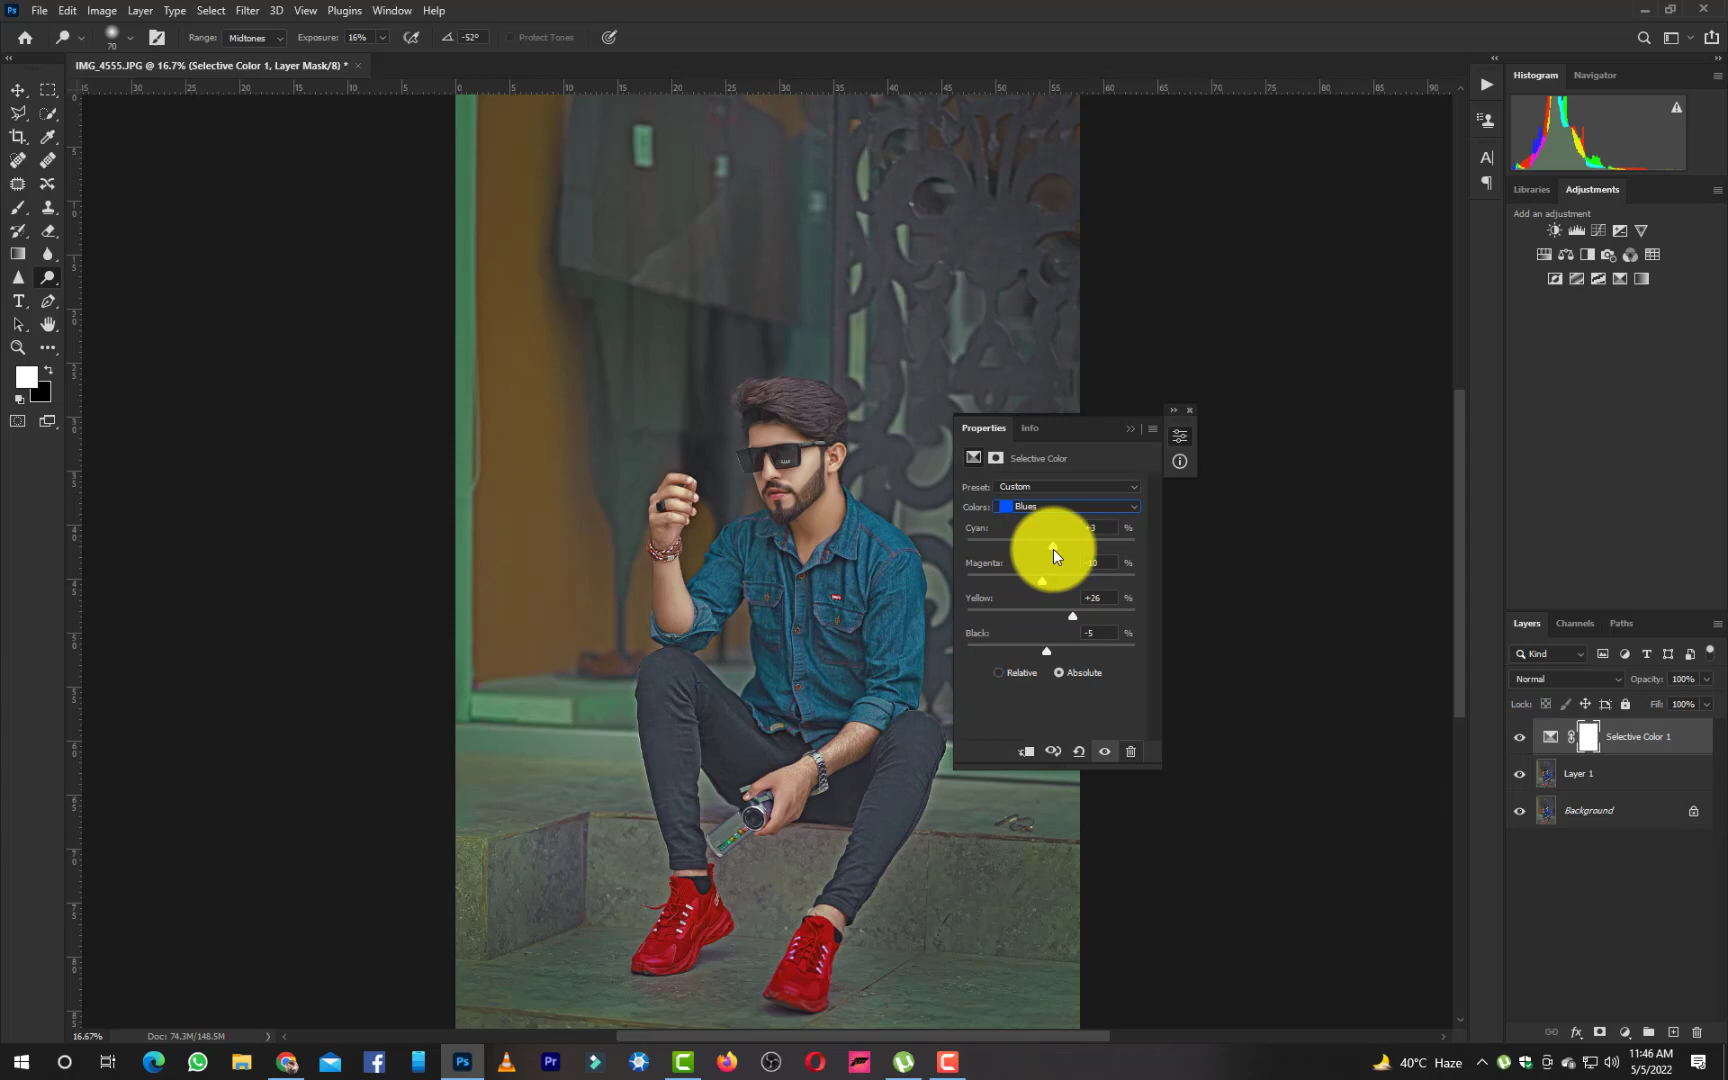 Ps File Edit Image Layer Type Select Filter 3D View Plugins Window Help
70 Range: Midtones Exposure: 16% -52° Protect Tones
IMG_4555.JPG @ 16.7% (Selective Color 1, Layer Mask/8) * ×
Histogram Navigator
Libraries Adjustments
Add an adjustment
Properties Info
Selective Color
Preset: Custom
Colors: Blues
Cyan: +3 %
Magenta: -10 %
Yellow: +26 %
Black: -5 %
Relative Absolute
Layers Channels Paths
Kind
Normal Opacity: 100%
Lock: Fill: 100%
Selective Color 1
Layer 1
Background
16.67% Doc: 74.3M/148.5M
Ps Pr 40°C Haze
11:46 AM
5/5/2022